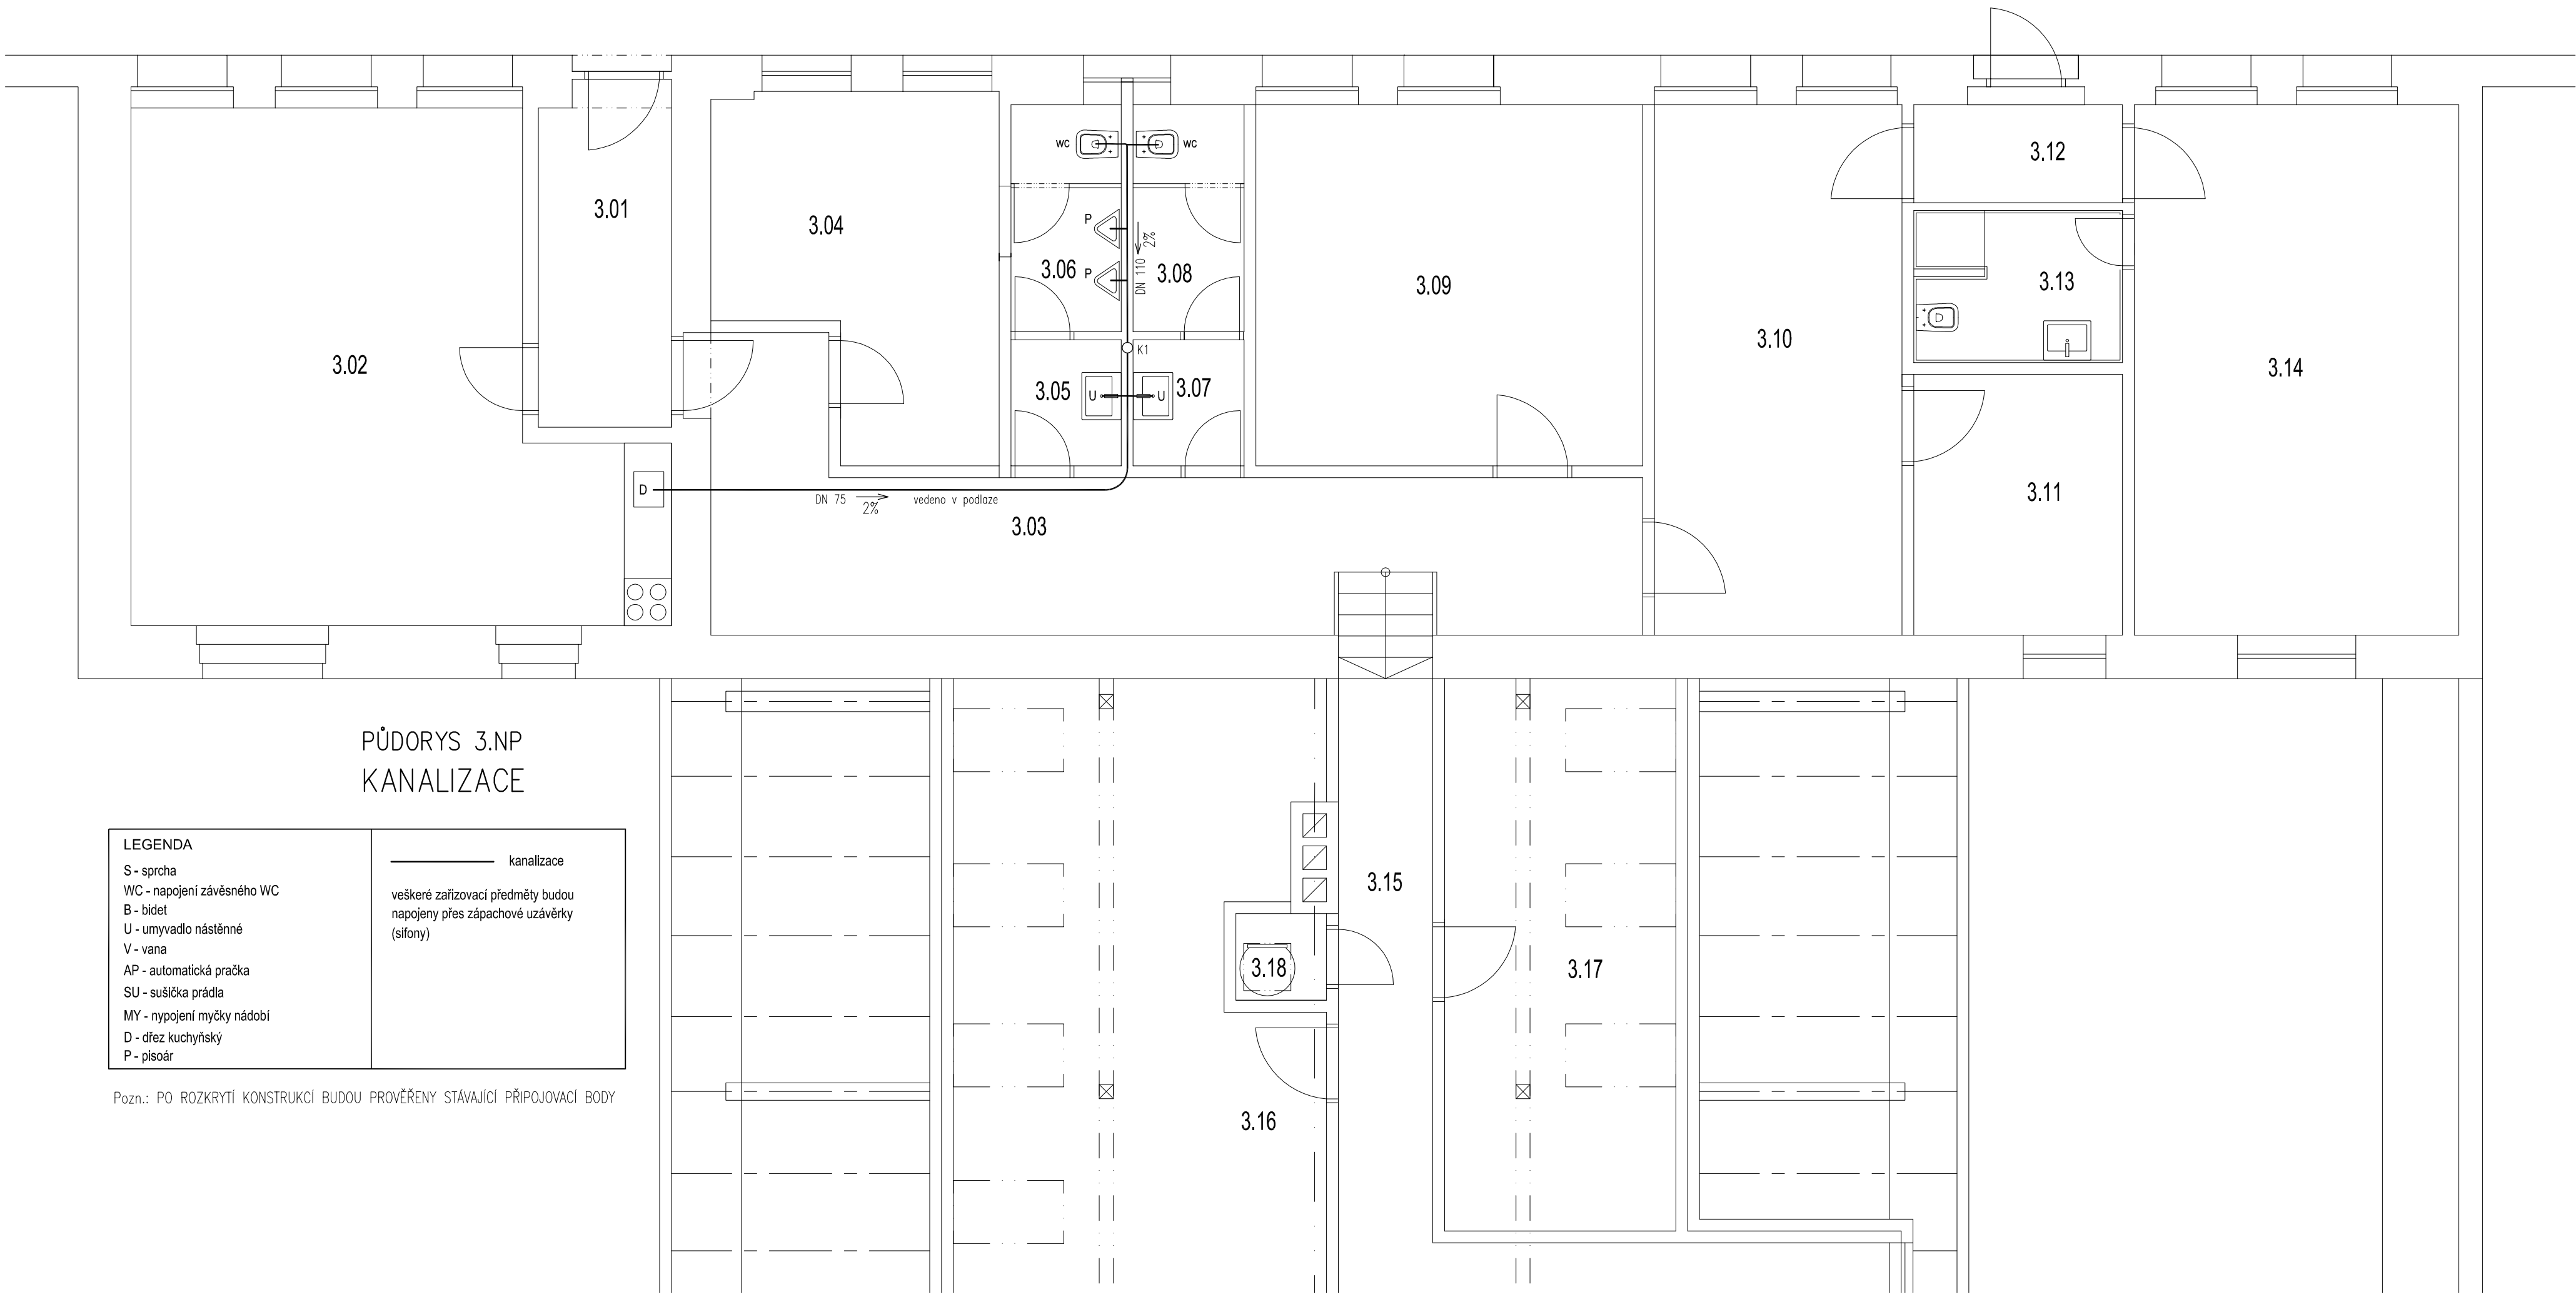 3.12
wc
wc
3.01
P
3.04
2%
3.06
P
DN 110
3.08
3.13
3.09
3.10
K1
3.02
3.14
3.05
U
U
3.07
D
DN 75
2%
vedeno v podlaze
3.11
3.03
PŮDORYS 3.NP
KANALIZACE
LEGENDA
S - sprcha
WC - napojení závěsného WC
B - bidet
U - umyvadlo nástěnné
V - vana
AP - automatická pračka
SU - sušička prádla
MY - nypojení myčky nádobí
D - dřez kuchyňský
P - pisoár
kanalizace
veškeré zařizovací předměty budou
napojeny přes zápachové uzávěrky
(sifony)
Pozn.: PO ROZKRYTÍ KONSTRUKCÍ BUDOU PROVĚŘENY STÁVAJÍCÍ PŘIPOJOVACÍ BODY
3.15
3.18
3.17
3.16